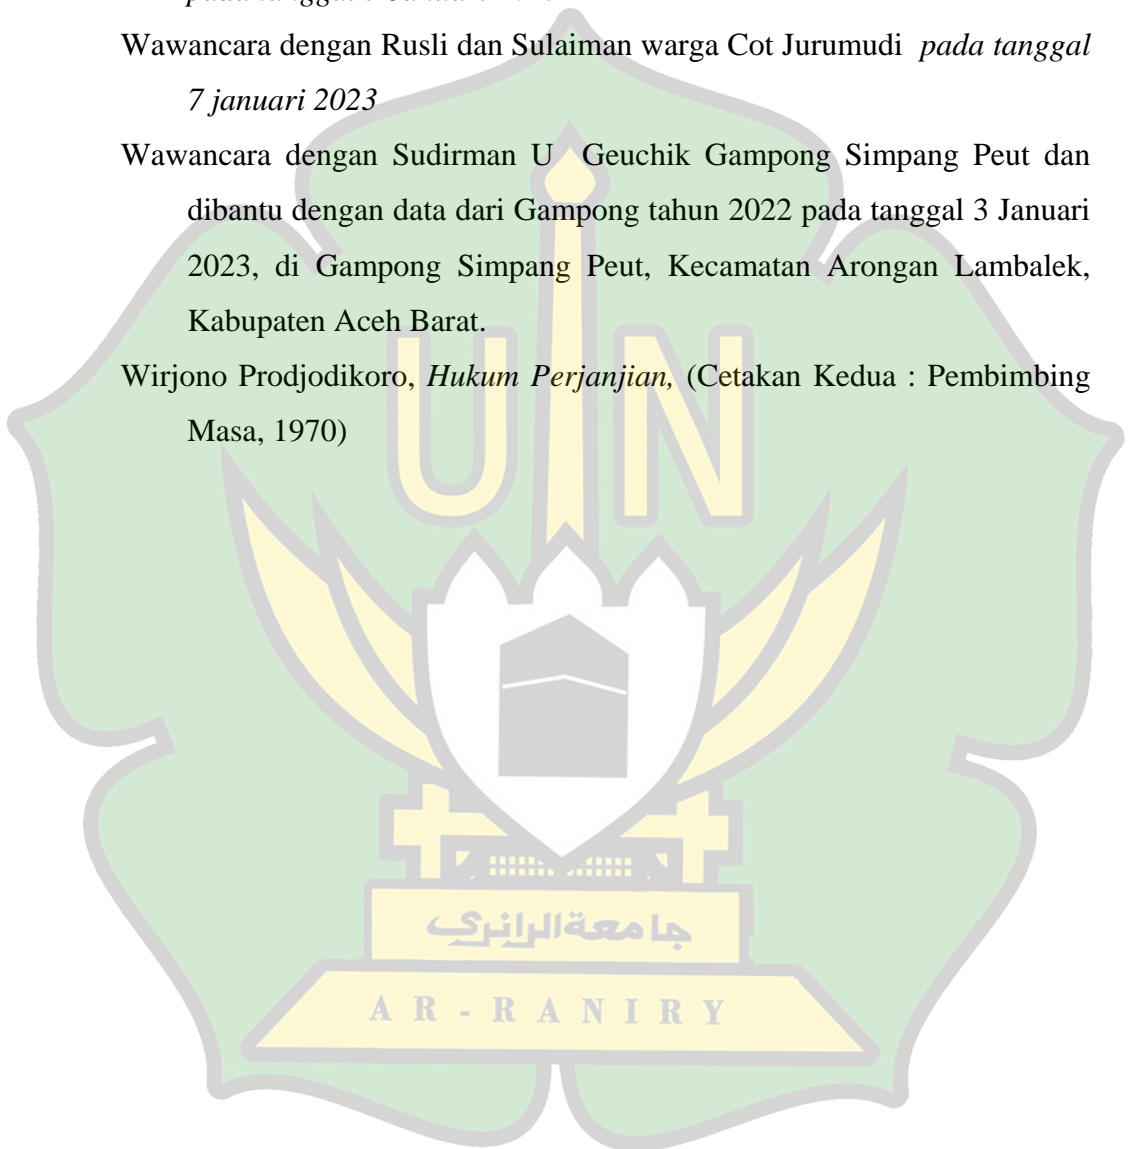 Wawancara dengan Rusli dan Sulaiman warga Cot Jurumudi pada tanggal
7 januari 2023
Wawancara dengan Sudirman U Geuchik Gampong Simpang Peut dan
dibantu dengan data dari Gampong tahun 2022 pada tanggal 3 Januari
2023, di Gampong Simpang Peut, Kecamatan Arongan Lambalek,
Kabupaten Aceh Barat.
Wirjono Prodjodikoro, Hukum Perjanjian, (Cetakan Kedua : Pembimbing
Masa, 1970)
UIN
جامعةالرانري
AR-RANIRY